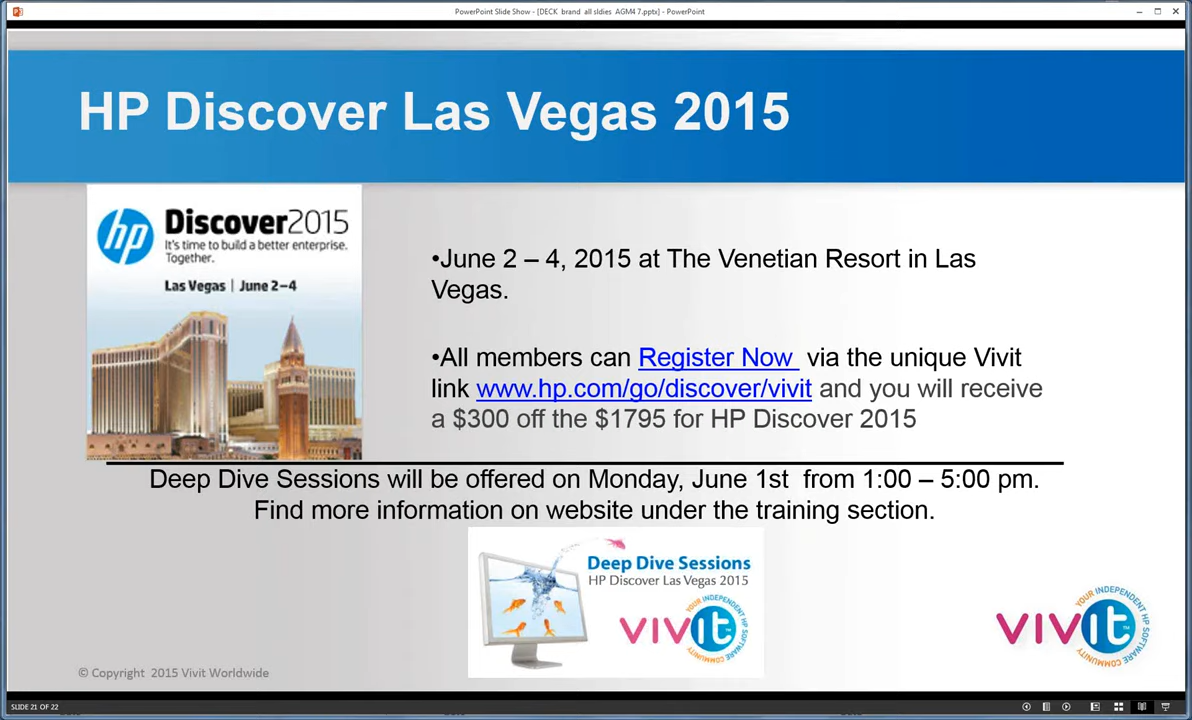 PowerPoint Slide Show - [DECK brand all sldies AGM4 7.pptx] - PowerPoint
HP Discover Las Vegas 2015
hp
Discover2015
It's time to build a better enterprise.
Together.
Las Vegas | June 2–4
•June 2 – 4, 2015 at The Venetian Resort in Las
Vegas.
•All members can Register Now via the unique Vivit
link www.hp.com/go/discover/vivit and you will receive
a $300 off the $1795 for HP Discover 2015
Deep Dive Sessions will be offered on Monday, June 1st from 1:00 – 5:00 pm.
Find more information on website under the training section.
Deep Dive Sessions
HP Discover Las Vegas 2015
vivit
YOUR INDEPENDENT HP SOFTWARE COMMUNITY
vivit™
YOUR INDEPENDENT HP SOFTWARE COMMUNITY
© Copyright 2015 Vivit Worldwide
SLIDE 21 OF 22